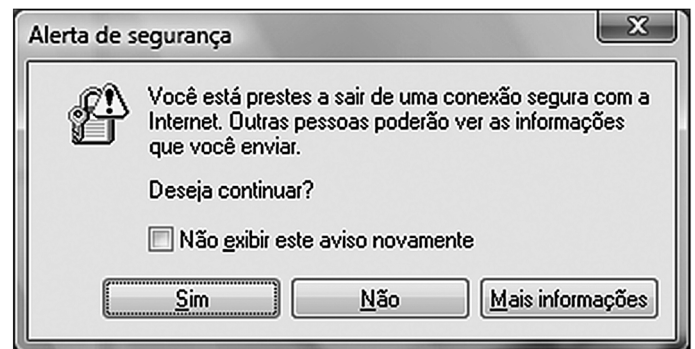 Alerta de segurança
Você está prestes a sair de uma conexão segura com a
Internet. Outras pessoas poderão ver as informações
que você enviar.
Deseja continuar?
Não exibir este aviso novamente
Sim
Não
Mais informações